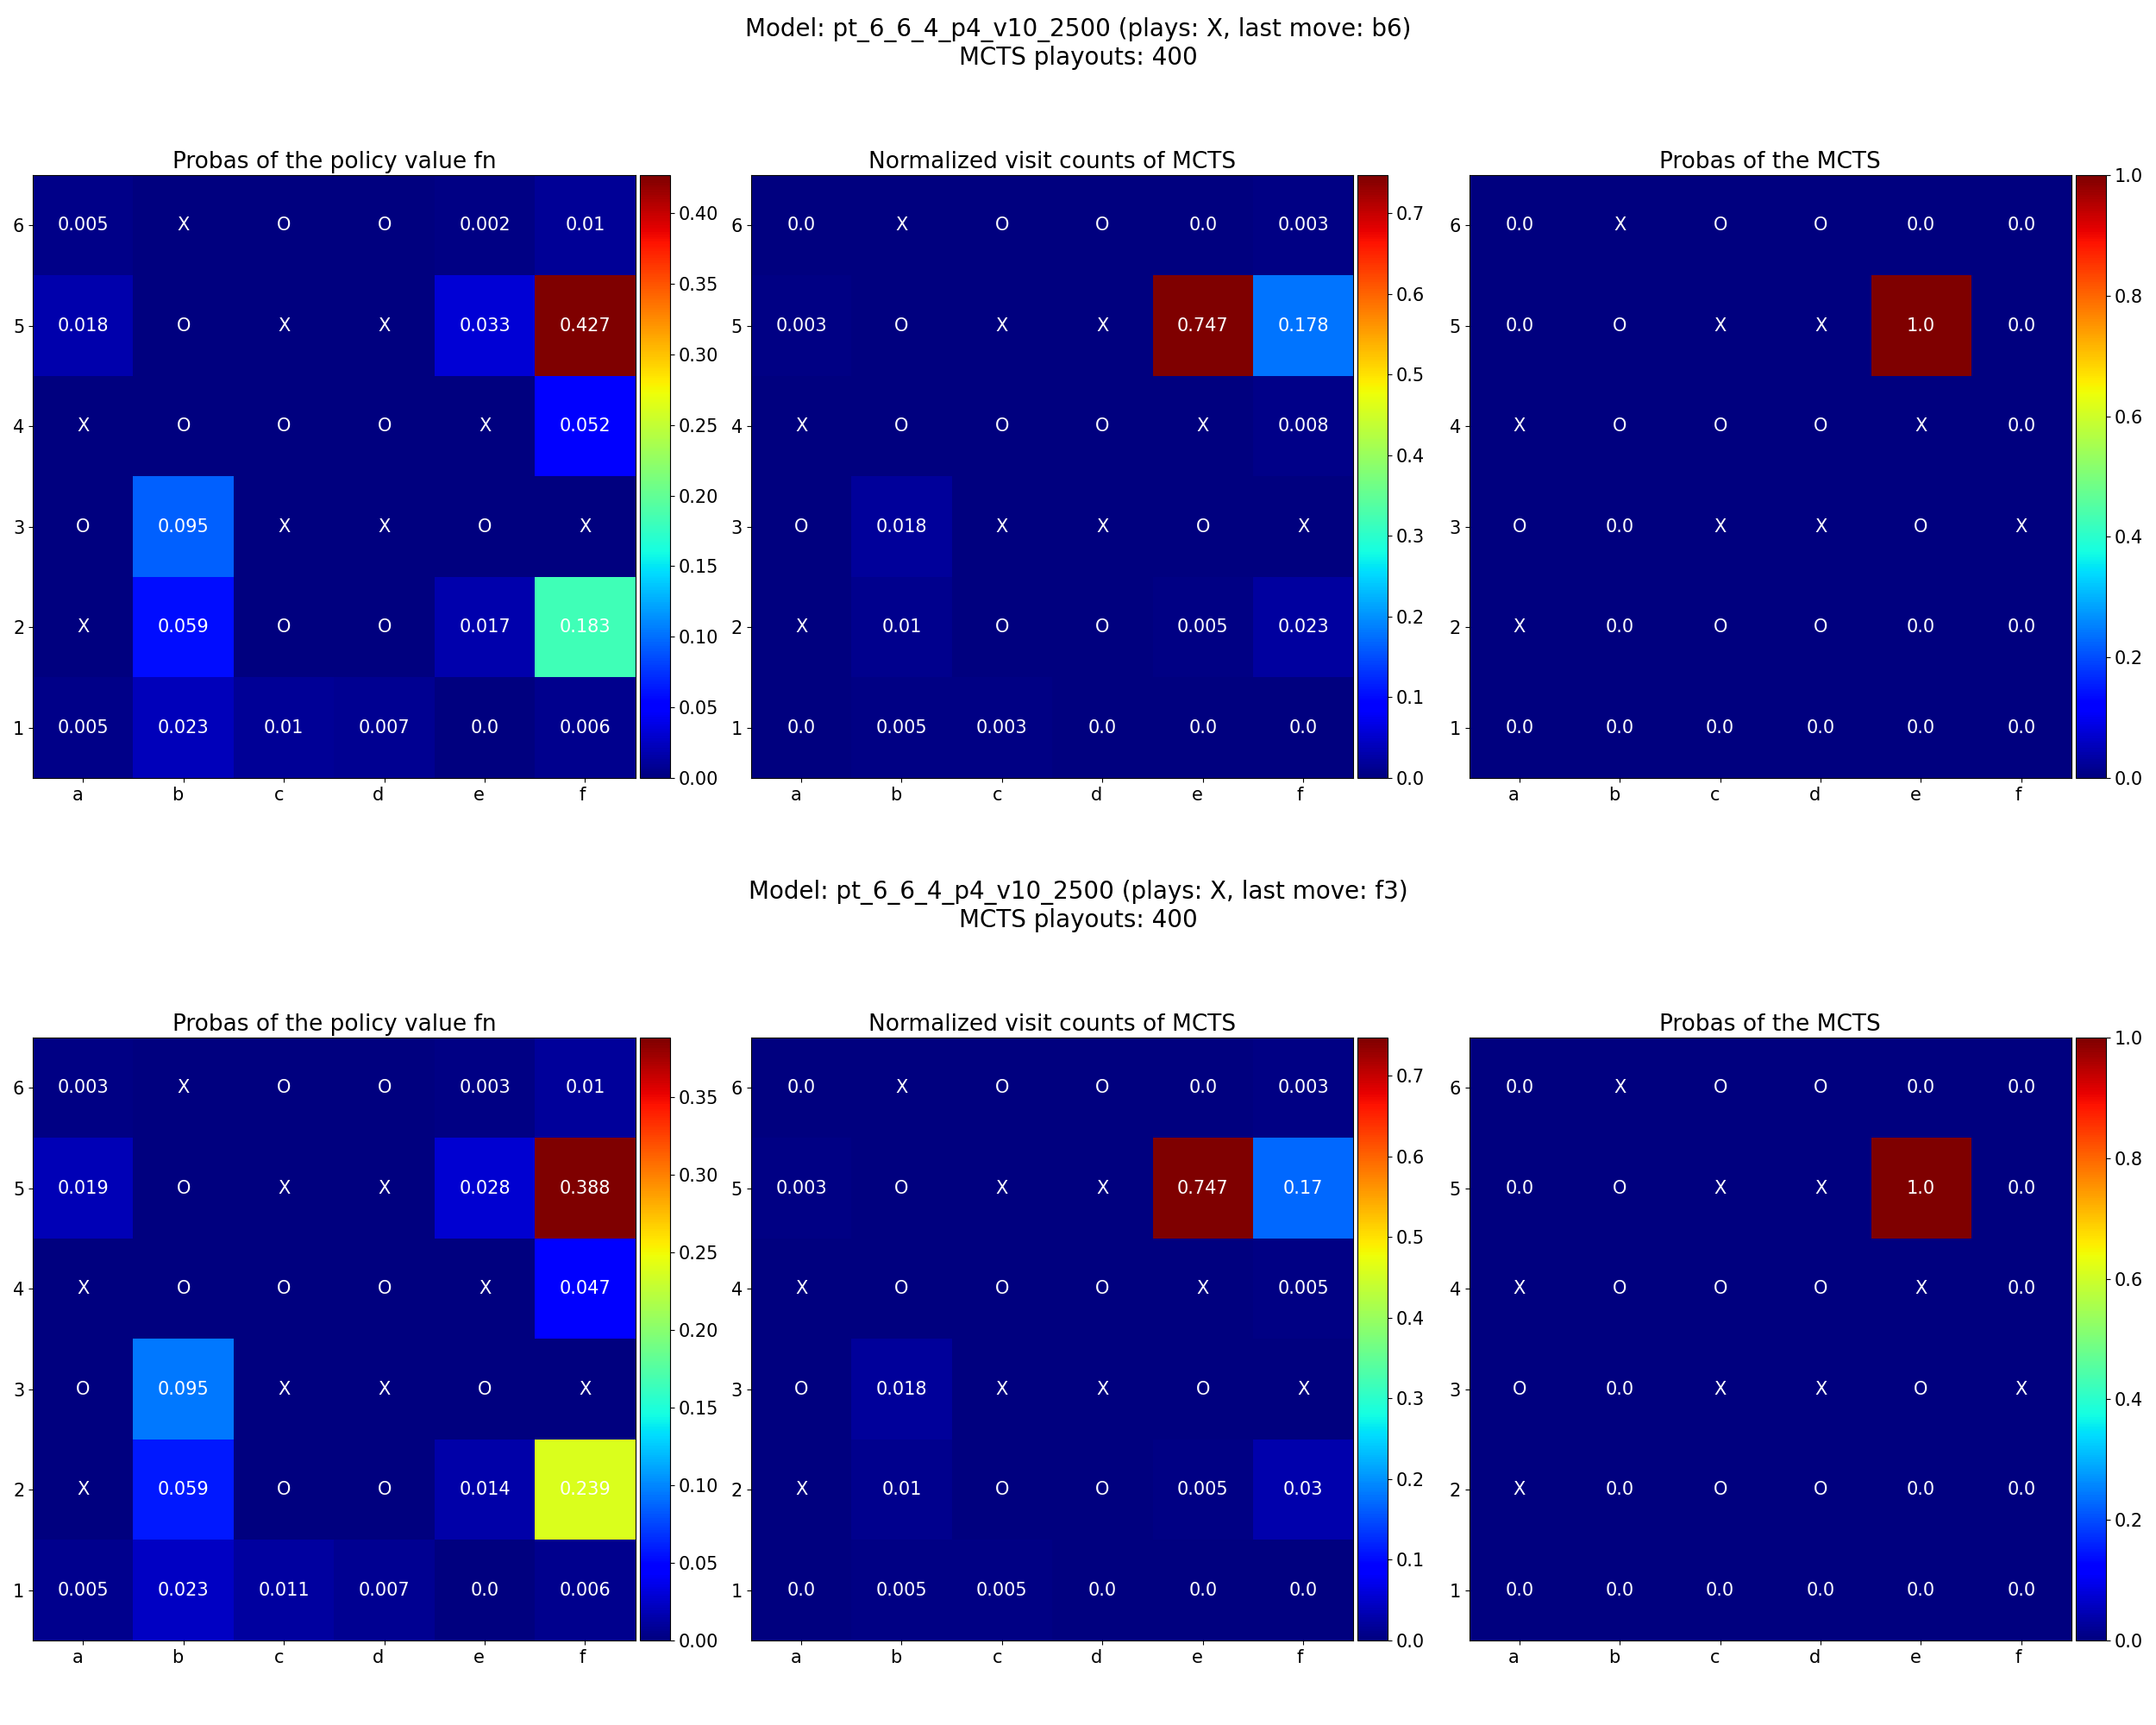 Model: pt_6_6_4_p4_v10_2500 (plays: X, last move: b6)
MCTS playouts: 400
Probas of the policy value fn
6 0.005 X O O 0.002 0.01
5 0.018 O X X 0.033 0.427
4 X O O O X 0.052
3 O 0.095 X X O X
2 X 0.059 O O 0.017 0.183
1 0.005 0.023 0.01 0.007 0.0 0.006
a b c d e f
0.40
0.35
0.30
0.25
0.20
0.15
0.10
0.05
0.00
Normalized visit counts of MCTS
6 0.0 X O O 0.0 0.003
5 0.003 O X X 0.747 0.178
4 X O O O X 0.008
3 O 0.018 X X O X
2 X 0.01 O O 0.005 0.023
1 0.0 0.005 0.003 0.0 0.0 0.0
a b c d e f
0.7
0.6
0.5
0.4
0.3
0.2
0.1
0.0
Probas of the MCTS
6 0.0 X O O 0.0 0.0
5 0.0 O X X 1.0 0.0
4 X O O O X 0.0
3 O 0.0 X X O X
2 X 0.0 O O 0.0 0.0
1 0.0 0.0 0.0 0.0 0.0 0.0
a b c d e f
1.0
0.8
0.6
0.4
0.2
0.0
Model: pt_6_6_4_p4_v10_2500 (plays: X, last move: f3)
MCTS playouts: 400
Probas of the policy value fn
6 0.003 X O O 0.003 0.01
5 0.019 O X X 0.028 0.388
4 X O O O X 0.047
3 O 0.095 X X O X
2 X 0.059 O O 0.014 0.239
1 0.005 0.023 0.011 0.007 0.0 0.006
a b c d e f
0.35
0.30
0.25
0.20
0.15
0.10
0.05
0.00
Normalized visit counts of MCTS
6 0.0 X O O 0.0 0.003
5 0.003 O X X 0.747 0.17
4 X O O O X 0.005
3 O 0.018 X X O X
2 X 0.01 O O 0.005 0.03
1 0.0 0.005 0.005 0.0 0.0 0.0
a b c d e f
0.7
0.6
0.5
0.4
0.3
0.2
0.1
0.0
Probas of the MCTS
6 0.0 X O O 0.0 0.0
5 0.0 O X X 1.0 0.0
4 X O O O X 0.0
3 O 0.0 X X O X
2 X 0.0 O O 0.0 0.0
1 0.0 0.0 0.0 0.0 0.0 0.0
a b c d e f
1.0
0.8
0.6
0.4
0.2
0.0